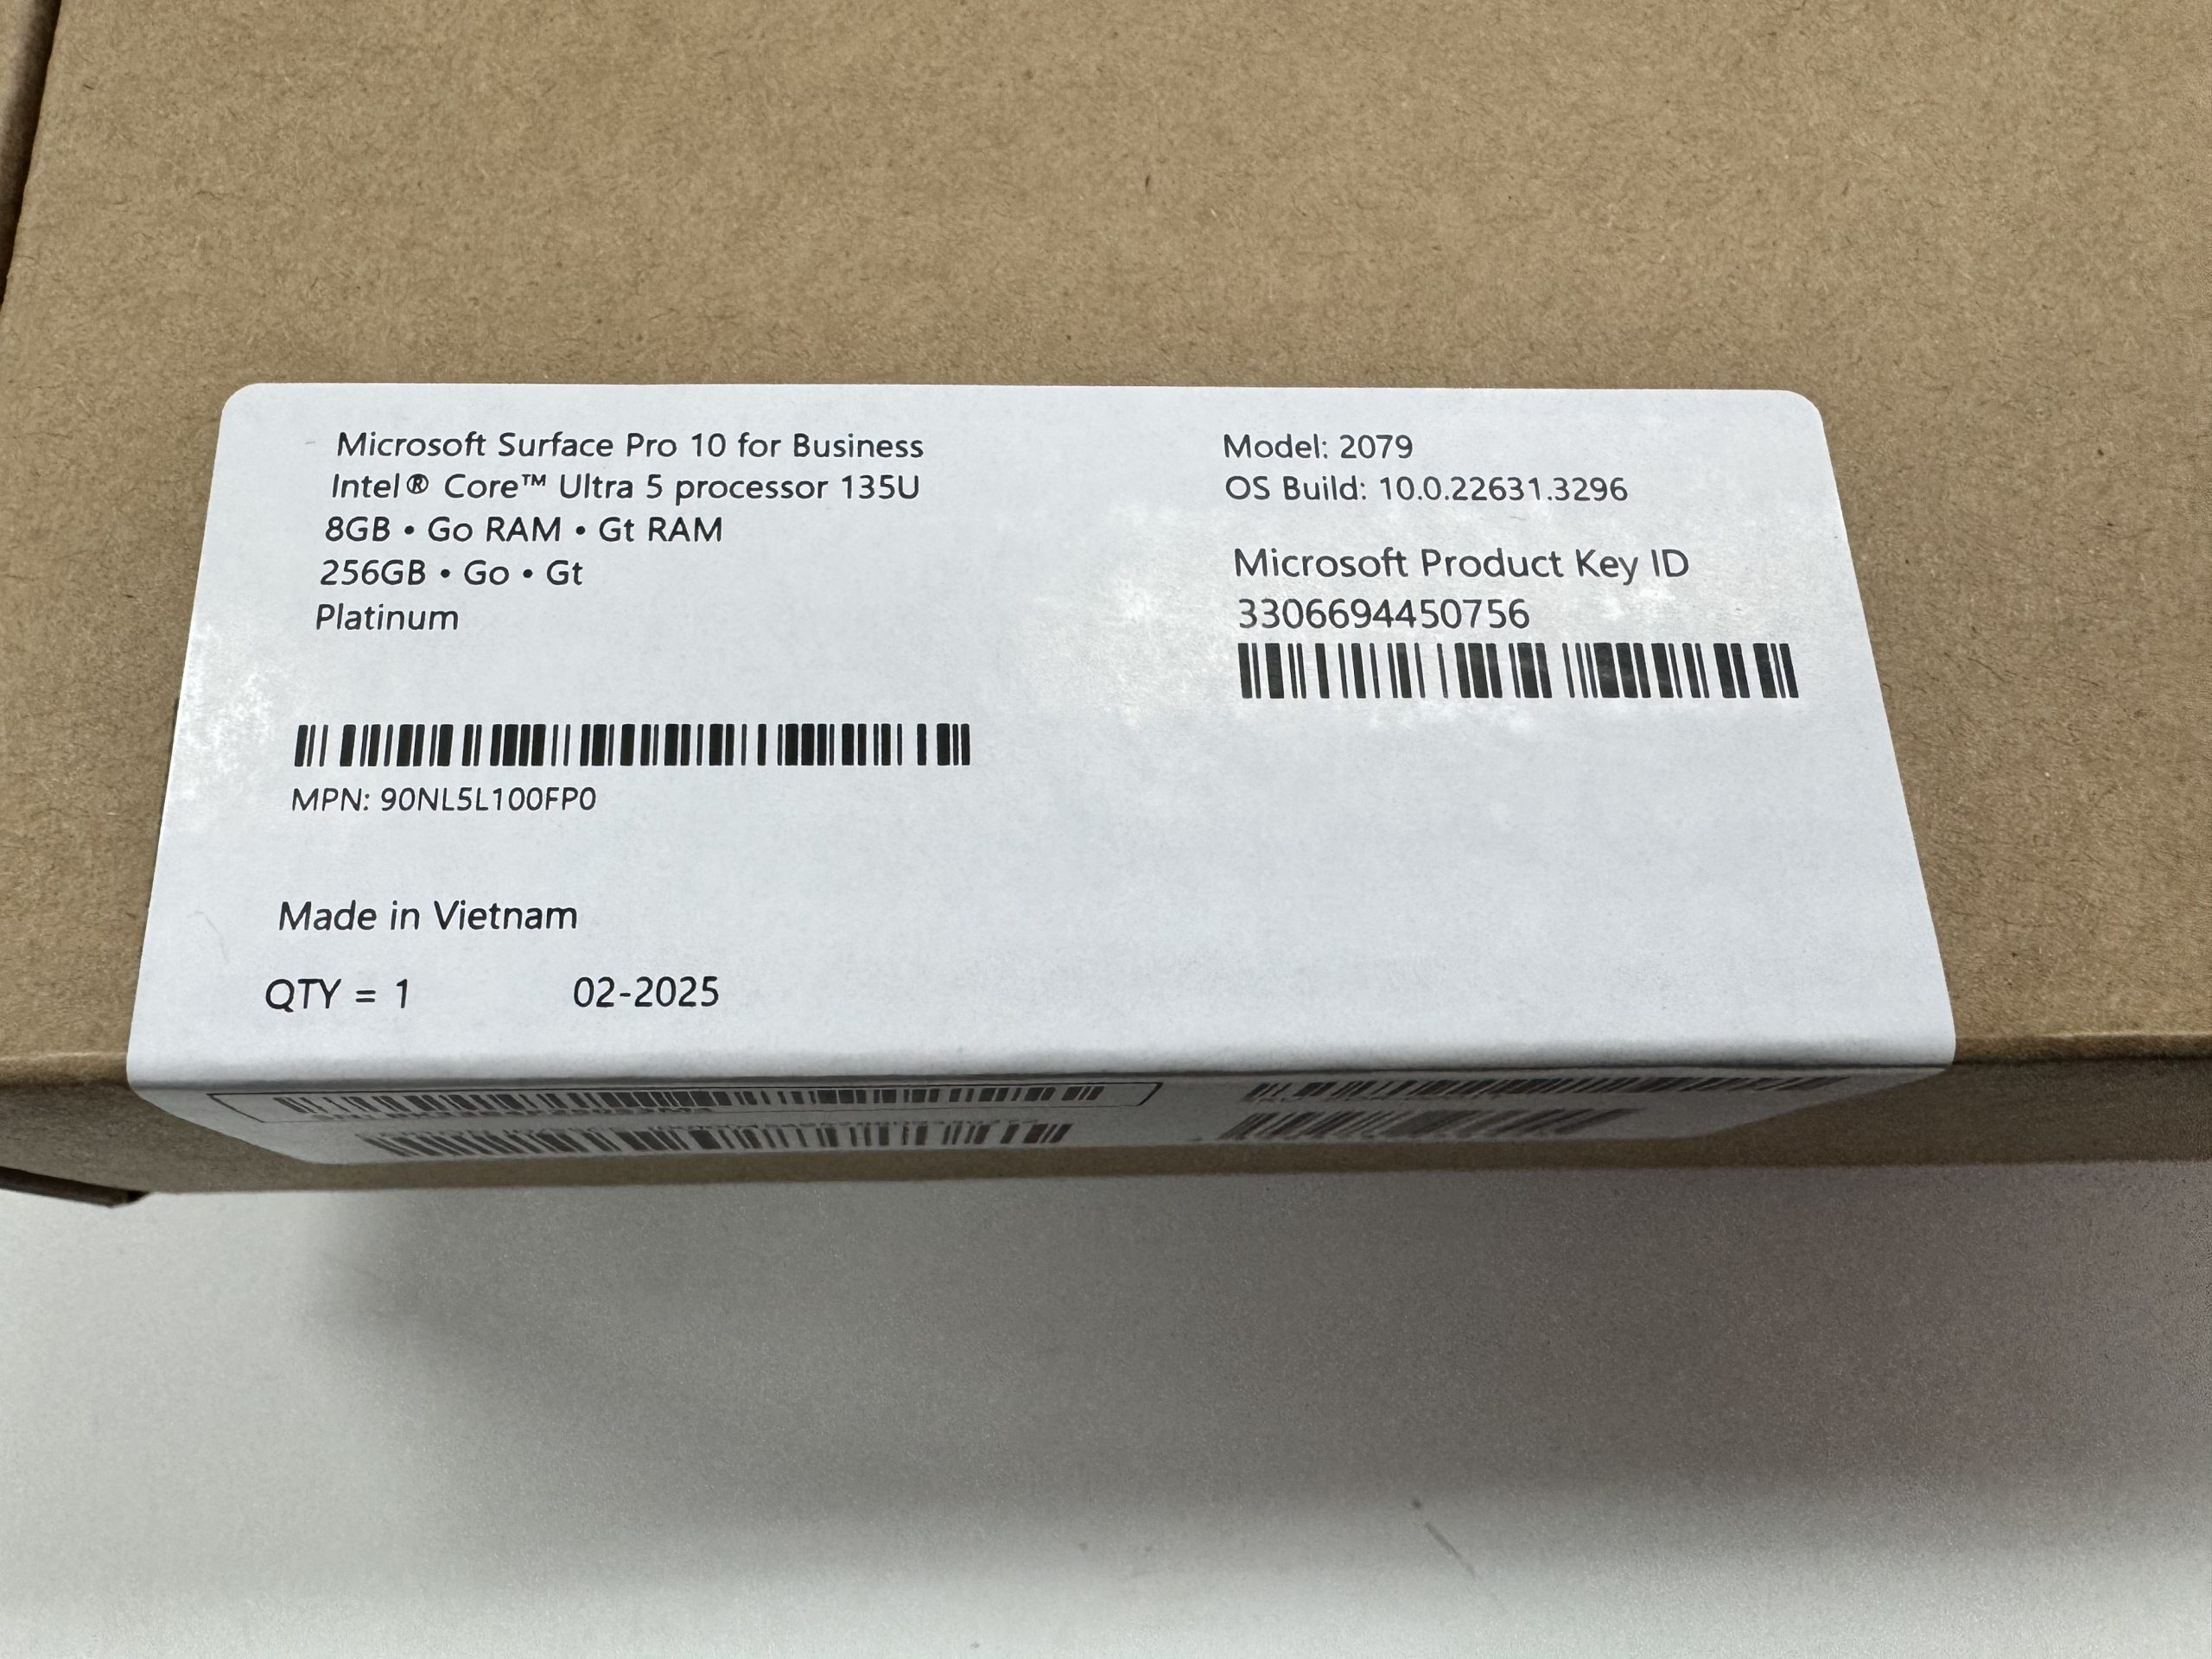 Microsoft Surface Pro 10 for Business
Intel® Core™ Ultra 5 processor 135U
8GB • Go RAM • Gt RAM
256GB • Go • Gt
Platinum
MPN: 90NL5L100FP0
Made in Vietnam
QTY = 1 02-2025
Model: 2079
OS Build: 10.0.22631.3296
Microsoft Product Key ID
3306694450756